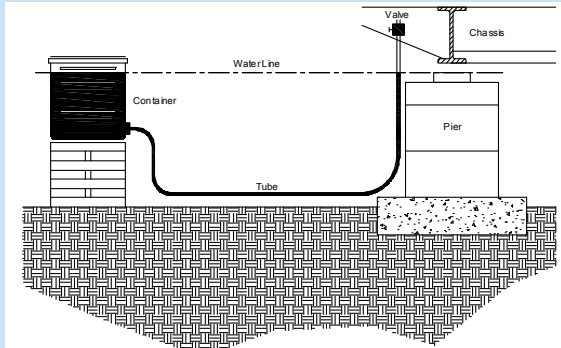 Valve
Chassis
Water Line
Container
Pier
Tube